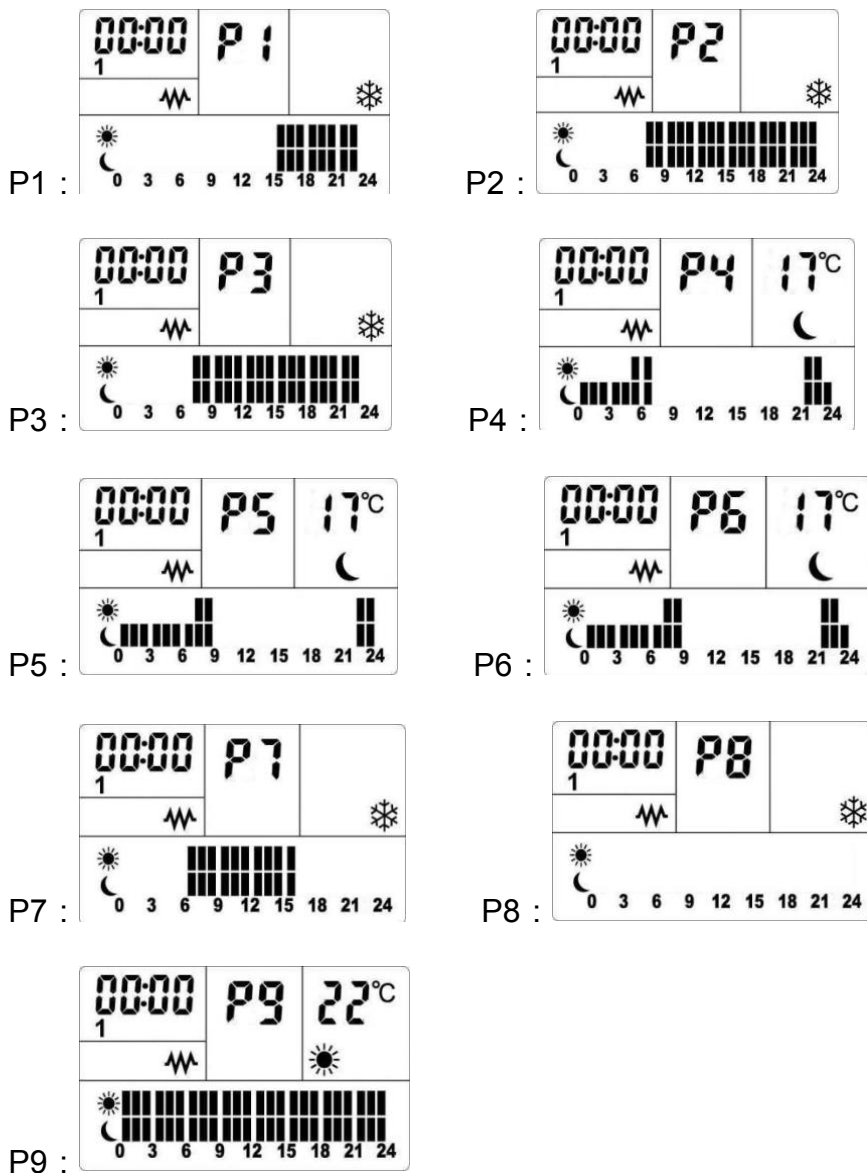 00:00 P1
1
0 3 6 9 12 15 18 21 24
P1 :
00:00 P2
1
0 3 6 9 12 15 18 21 24
P2 :
00:00 P3
1
0 3 6 9 12 15 18 21 24
P3 :
00:00 P4 17°C
1
0 3 6 9 12 15 18 21 24
P4 :
00:00 P5 17°C
1
0 3 6 9 12 15 18 21 24
P5 :
00:00 P6 17°C
1
0 3 6 9 12 15 18 21 24
P6 :
00:00 P7
1
0 3 6 9 12 15 18 21 24
P7 :
00:00 P8
1
0 3 6 9 12 15 18 21 24
P8 :
00:00 P9 22°C
1
0 3 6 9 12 15 18 21 24
P9 :